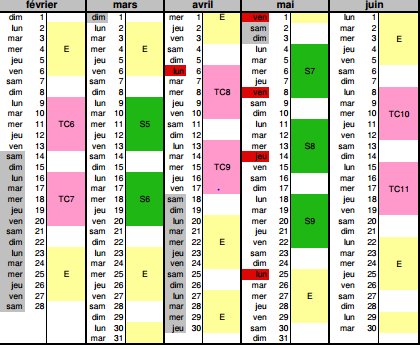 février mars avril mai juin
dim 1 dim 1 mer 1 E ven 1 lun 1
lun 2 lun 2 jeu 2 sam 2 mar 2
mar 3 mar 3 ven 3 dim 3 mer 3 E
mer 4 E mer 4 E sam 4 lun 4 jeu 4
jeu 5 jeu 5 dim 5 mar 5 S7 ven 5
ven 6 ven 6 lun 6 mer 6 sam 6
sam 7 sam 7 mar 7 jeu 7 dim 7
dim 8 dim 8 mer 8 TC8 ven 8 lun 8
lun 9 lun 9 jeu 9 sam 9 mar 9
mar 10 mar 10 ven 10 dim 10 mer 10 TC10
mer 11 TC6 mer 11 S5 sam 11 lun 11 jeu 11
jeu 12 jeu 12 dim 12 mar 12 ven 12
ven 13 ven 13 lun 13 mer 13 S8 sam 13
sam 14 sam 14 mar 14 jeu 14 dim 14
dim 15 dim 15 mer 15 TC9 ven 15 lun 15
lun 16 lun 16 jeu 16 sam 16 mar 16
mar 17 mar 17 ven 17 dim 17 mer 17 TC11
mer 18 TC7 mer 18 S6 sam 18 lun 18 jeu 18
jeu 19 jeu 19 dim 19 mar 19 ven 19
ven 20 ven 20 lun 20 mer 20 S9 sam 20
sam 21 sam 21 mar 21 jeu 21 dim 21
dim 22 dim 22 mer 22 E ven 22 lun 22
lun 23 lun 23 jeu 23 sam 23 mar 23
mar 24 mar 24 ven 24 dim 24 mer 24 E
mer 25 E mer 25 E sam 25 lun 25 jeu 25
jeu 26 jeu 26 dim 26 mar 26 ven 26
ven 27 ven 27 lun 27 mer 27 E sam 27
sam 28 sam 28 mar 28 jeu 28 dim 28
dim 29 mer 29 E ven 29 lun 29
lun 30 jeu 30 sam 30 mar 30
mar 31 dim 31